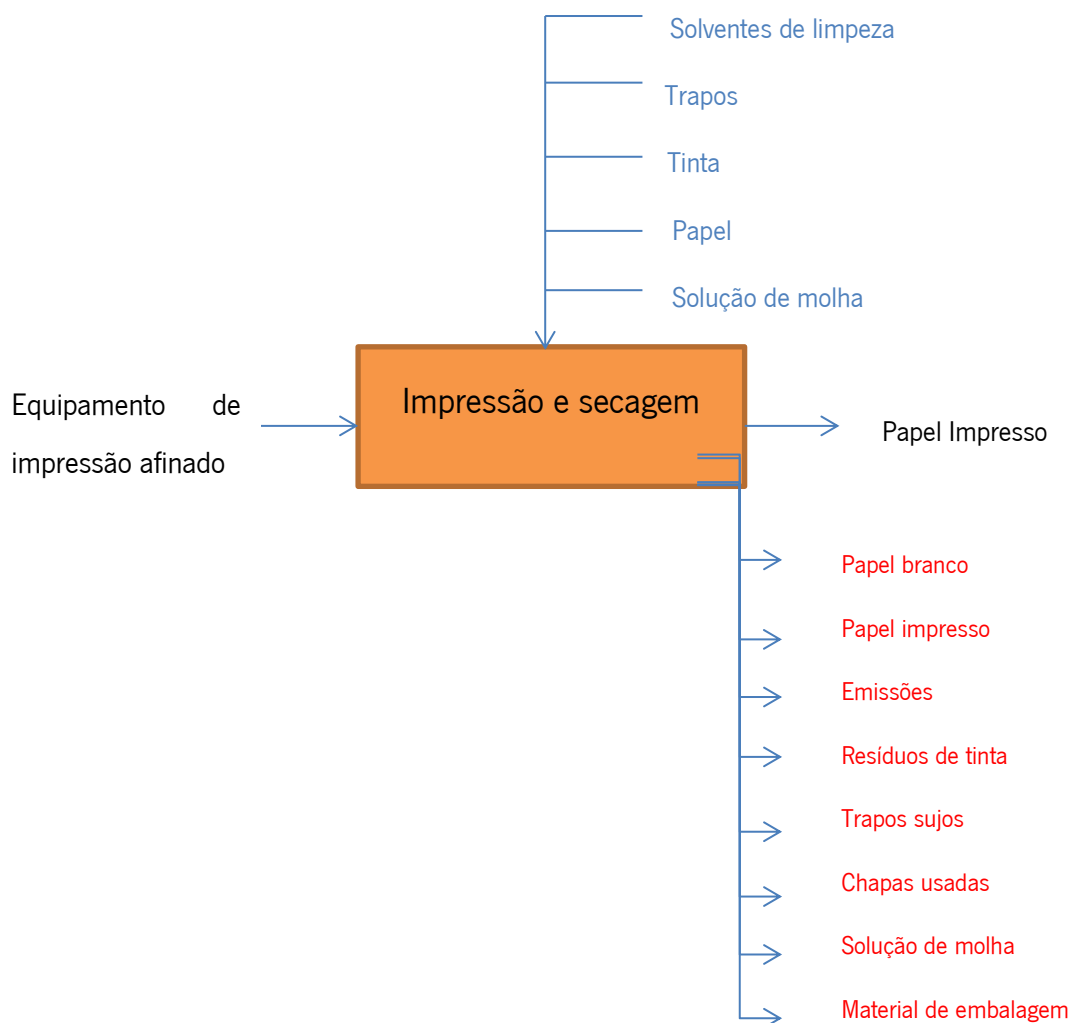 Solventes de limpeza
Trapos
Tinta
Papel
Solução de molha
Impressão e secagem
Equipamento de
impressão afinado
Papel Impresso
Papel branco
Papel impresso
Emissões
Resíduos de tinta
Trapos sujos
Chapas usadas
Solução de molha
Material de embalagem